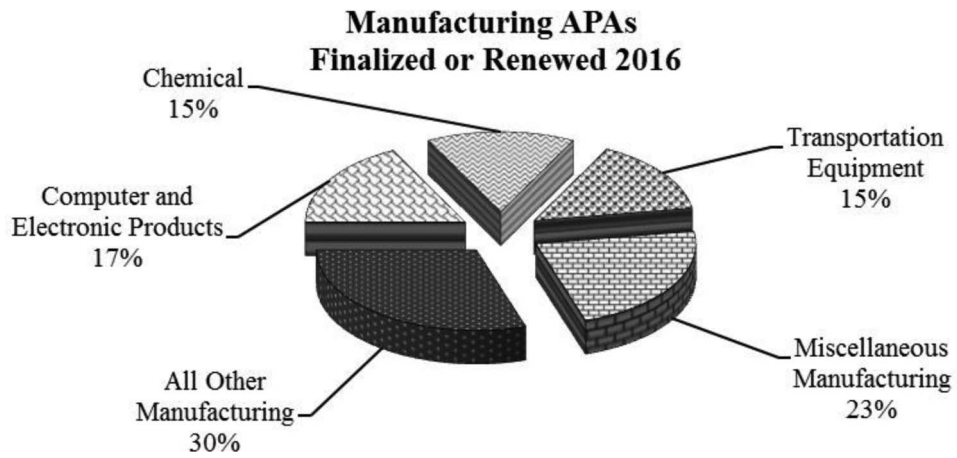 Manufacturing APAs
Finalized or Renewed 2016
Chemical
15%
Transportation
Equipment
15%
Computer and
Electronic Products
17%
Miscellaneous
Manufacturing
23%
All Other
Manufacturing
30%